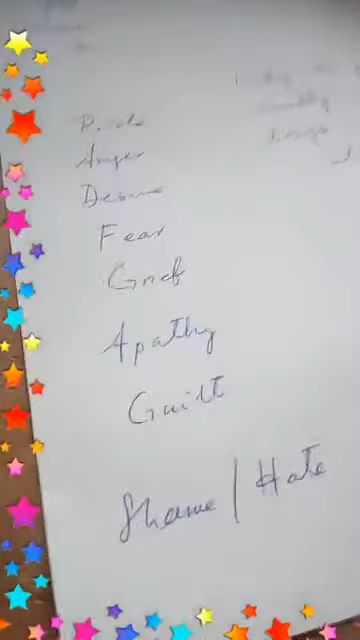 Pride
Anger
Desire
Fear
Grief
Apathy
Guilt
Shame / Hate